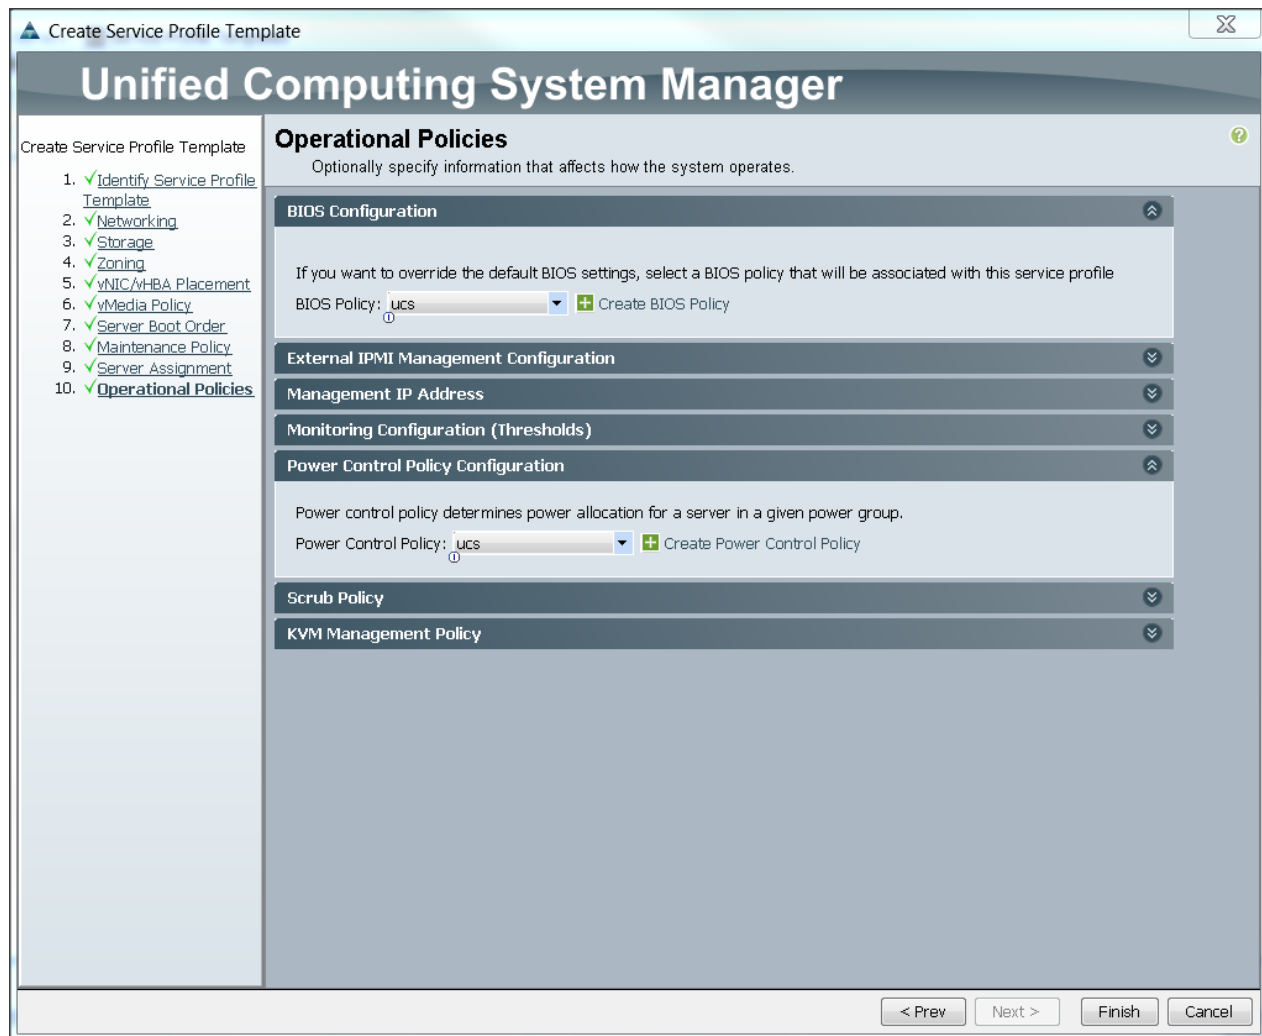 Create Service Profile Template
Unified Computing System Manager
Create Service Profile Template
1. Identify Service Profile
Template
2. Networking
3. Storage
4. Zoning
5. vNIC/vHBA Placement
6. vMedia Policy
7. Server Boot Order
8. Maintenance Policy
9. Server Assignment
10. Operational Policies
Operational Policies
Optionally specify information that affects how the system operates.
BIOS Configuration
If you want to override the default BIOS settings, select a BIOS policy that will be associated with this service profile
BIOS Policy: ucs Create BIOS Policy
External IPMI Management Configuration
Management IP Address
Monitoring Configuration (Thresholds)
Power Control Policy Configuration
Power control policy determines power allocation for a server in a given power group.
Power Control Policy: ucs Create Power Control Policy
Scrub Policy
KVM Management Policy
< Prev Next > Finish Cancel